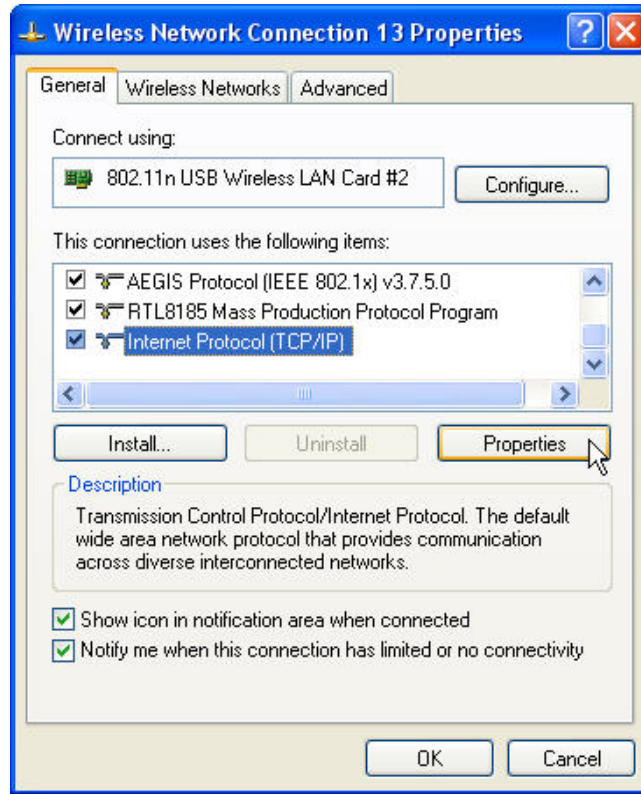 Wireless Network Connection 13 Properties
General Wireless Networks Advanced
Connect using:
802.11n USB Wireless LAN Card #2 Configure...
This connection uses the following items:
AEGIS Protocol (IEEE 802.1x) v3.7.5.0
RTL8185 Mass Production Protocol Program
Internet Protocol (TCP/IP)
Install... Uninstall Properties
Description
Transmission Control Protocol/Internet Protocol. The default
wide area network protocol that provides communication
across diverse interconnected networks.
Show icon in notification area when connected
Notify me when this connection has limited or no connectivity
OK Cancel